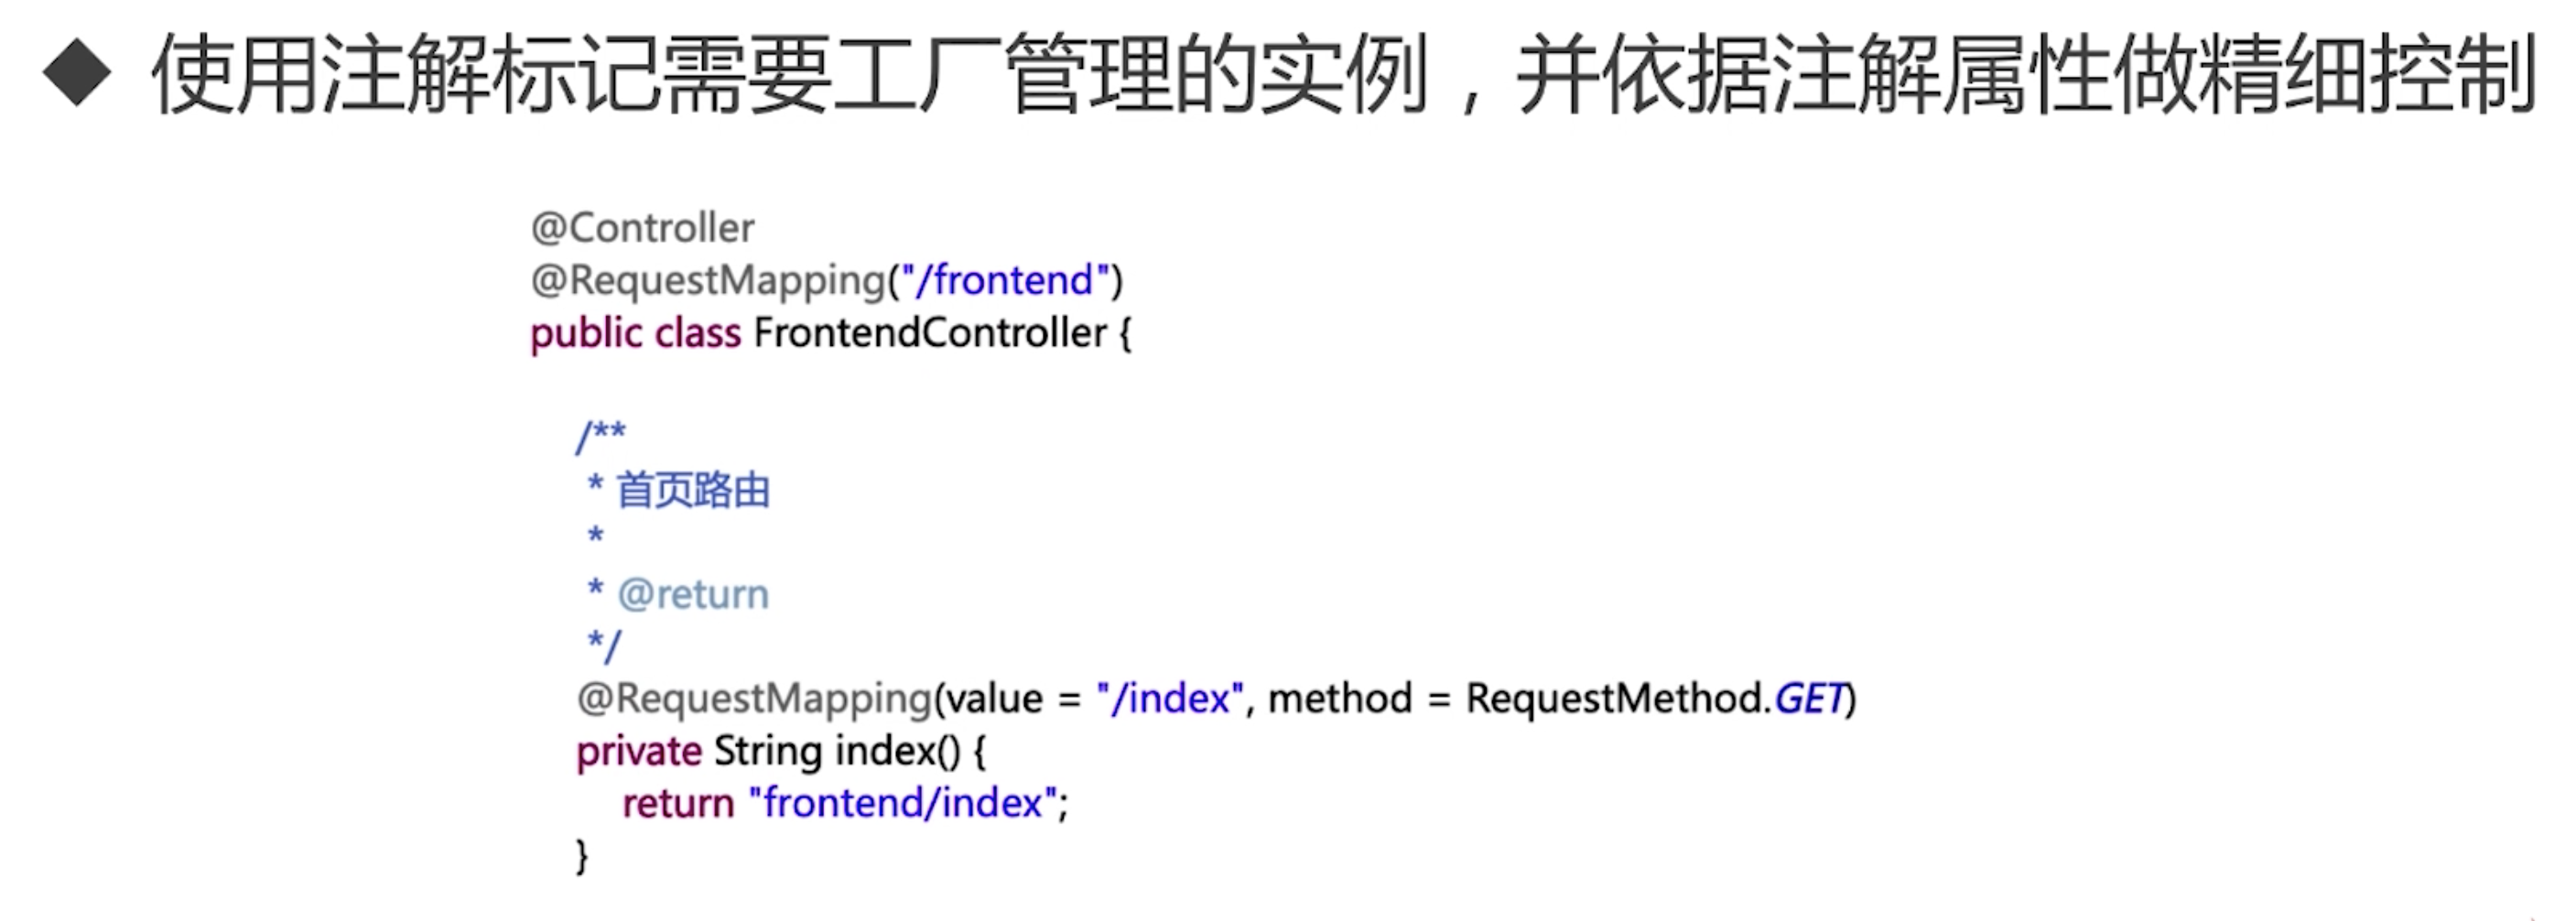 ◆ 使用注解标记需要工厂管理的实例，并依据注解属性做精细控制
@Controller
@RequestMapping("/frontend")
public class FrontendController {
/**
* 首页路由
*
* @return
*/
@RequestMapping(value = "/index", method = RequestMethod.GET)
private String index() {
return "frontend/index";
}